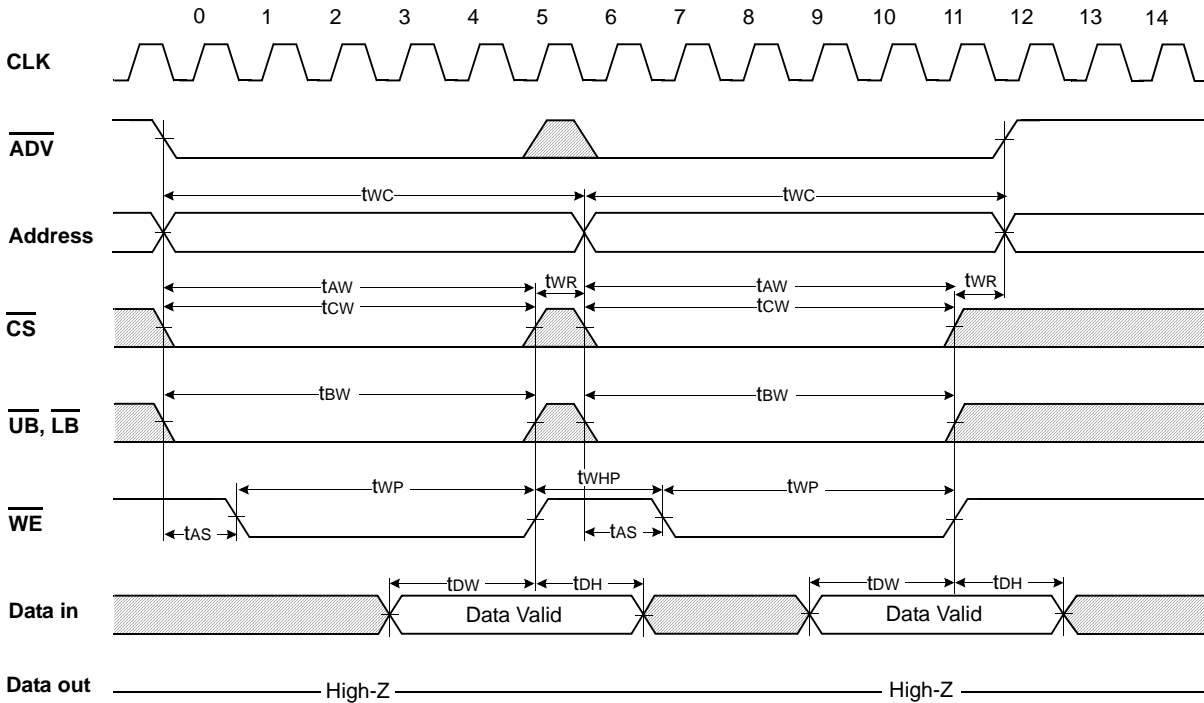 0 1 2 3 4 5 6 7 8 9 10 11 12 13 14
CLK
ADV
tWC tWC
Address
tAW tWR tAW tWR
tCW tCW
CS
tBW tBW
UB, LB
tWP tWHP tWP
WE
tAS tAS
tDW tDH tDW tDH
Data in Data Valid Data Valid
Data out High-Z High-Z